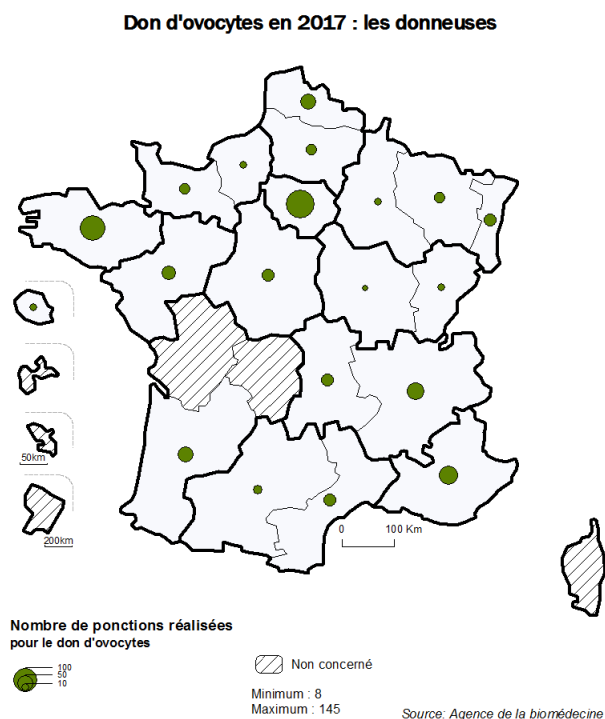 Don d'ovocytes en 2017 : les donneuses
50km
200km
0 100 Km
Nombre de ponctions réalisées
pour le don d'ovocytes
100
50
10
Non concerné
Minimum : 8
Maximum : 145
Source: Agence de la biomédecine